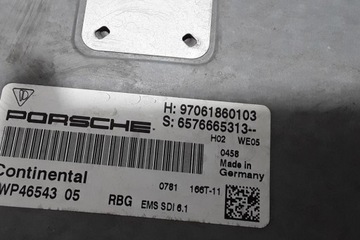 H: 97061860103
PORSCHE
S: 6576665313--
H02 WE05
0458
Made in
Germany
Continental
0781 166T-11
WP46543 05
RBG EMS SDI 6.1